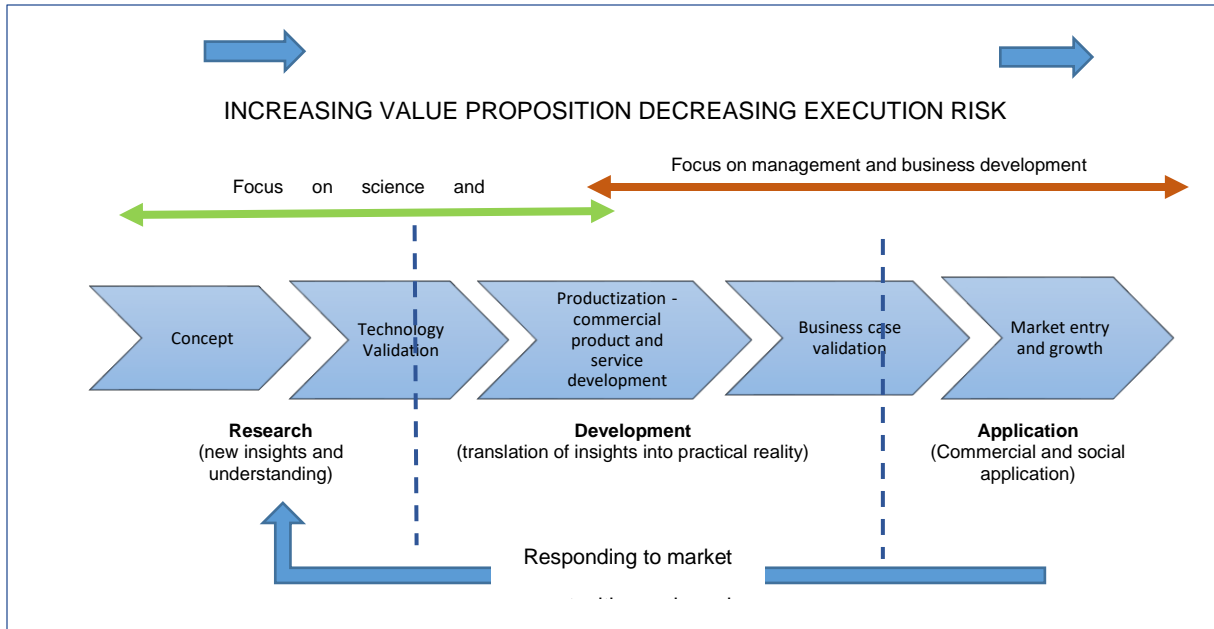 INCREASING VALUE PROPOSITION DECREASING EXECUTION RISK
Focus on management and business development
Focus on science and
Concept
Technology
Validation
Productization -
commercial
product and
service
development
Business case
validation
Market entry
and growth
Research
(new insights and
understanding)
Development
(translation of insights into practical reality)
Application
(Commercial and social
application)
Responding to market